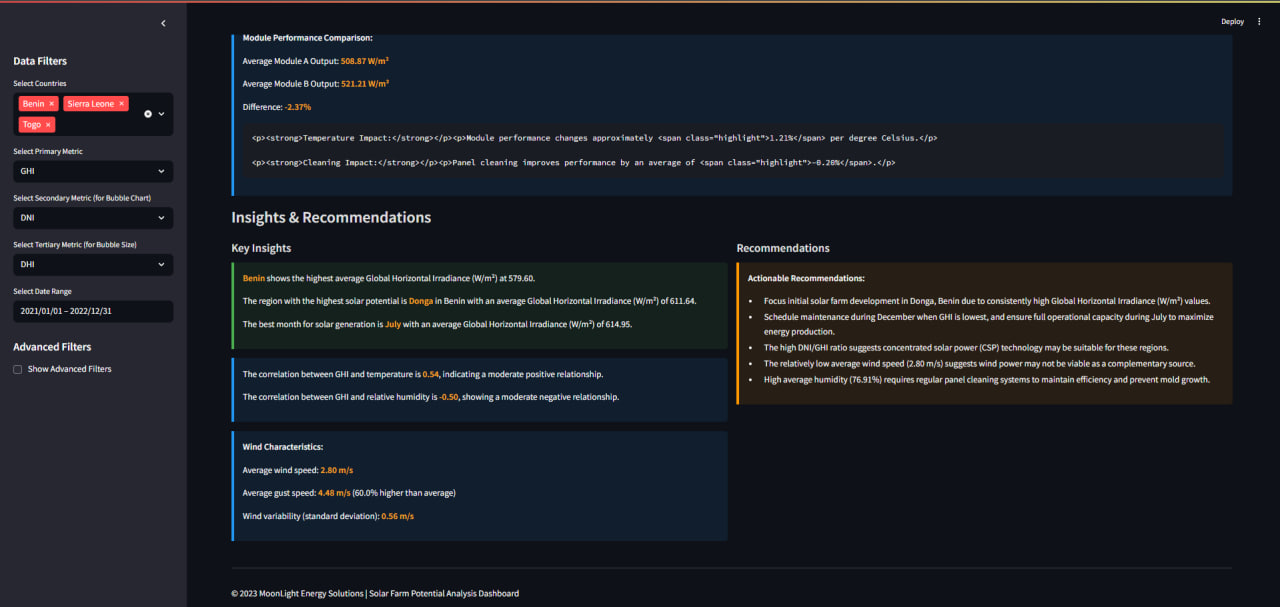 Deploy
Data Filters
Select Countries
Benin ×
Sierra Leone ×
Togo ×
Select Primary Metric
GHI
Select Secondary Metric (for Bubble Chart)
DNI
Select Tertiary Metric (for Bubble Size)
DHI
Select Date Range
2021/01/01 – 2022/12/31
Advanced Filters
Show Advanced Filters
Module Performance Comparison:
Average Module A Output: 508.87 W/m²
Average Module B Output: 521.21 W/m²
Difference: -2.37%
<p><strong>Temperature Impact:</strong></p><p>Module performance changes approximately <span class="highlight">1.21%</span> per degree Celsius.</p>
<p><strong>Cleaning Impact:</strong></p><p>Panel cleaning improves performance by an average of <span class="highlight">-0.20%</span>.</p>
Insights & Recommendations
Key Insights
Benin shows the highest average Global Horizontal Irradiance (W/m²) at 579.60.
The region with the highest solar potential is Donga in Benin with an average Global Horizontal Irradiance (W/m²) of 611.64.
The best month for solar generation is July with an average Global Horizontal Irradiance (W/m²) of 614.95.
The correlation between GHI and temperature is 0.54, indicating a moderate positive relationship.
The correlation between GHI and relative humidity is -0.50, showing a moderate negative relationship.
Wind Characteristics:
Average wind speed: 2.80 m/s
Average gust speed: 4.48 m/s (60.0% higher than average)
Wind variability (standard deviation): 0.56 m/s
Recommendations
Actionable Recommendations:
• Focus initial solar farm development in Donga, Benin due to consistently high Global Horizontal Irradiance (W/m²) values.
• Schedule maintenance during December when GHI is lowest, and ensure full operational capacity during July to maximize
energy production.
• The high DNI/GHI ratio suggests concentrated solar power (CSP) technology may be suitable for these regions.
• The relatively low average wind speed (2.80 m/s) suggests wind power may not be viable as a complementary source.
• High average humidity (76.91%) requires regular panel cleaning systems to maintain efficiency and prevent mold growth.
© 2023 MoonLight Energy Solutions | Solar Farm Potential Analysis Dashboard